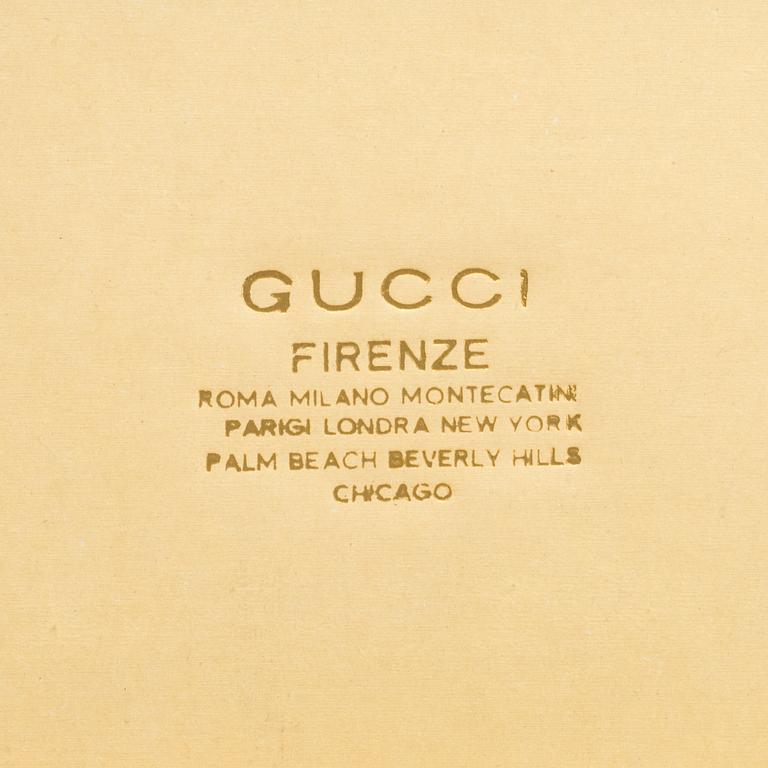 GUCCI
FIRENZE
ROMA MILANO MONTECATINI
PARIGI LONDRA NEW YORK
PALM BEACH BEVERLY HILLS
CHICAGO